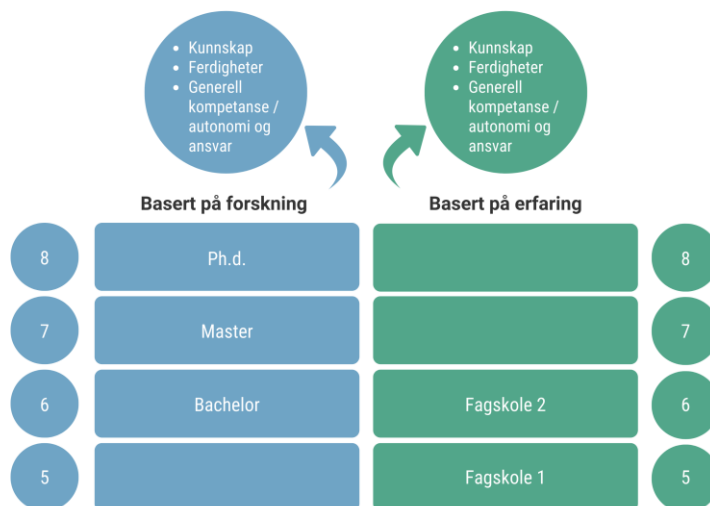 • Kunnskap
• Ferdigheter
• Generell
kompetanse /
autonomi og
ansvar
• Kunnskap
• Ferdigheter
• Generell
kompetanse /
autonomi og
ansvar
Basert på forskning
Basert på erfaring
8
Ph.d.
8
7
Master
7
6
Bachelor
Fagskole 2
6
5
Fagskole 1
5